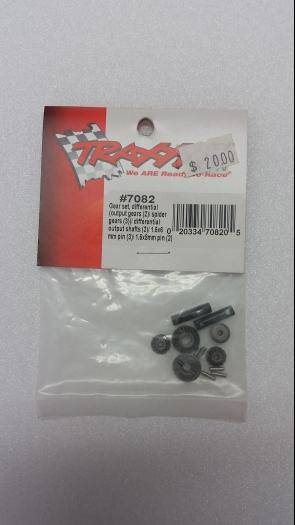 TRAXXAS
$ 20.00
We ARE Ready-To-Race
#7082
Gear set, differential
(output gears (2)/ spider
gears (3)/ differential
output shafts (2)/ 1.6x6
mm pin (3)/ 1.6x8mm pin (2)
0 20334 70820 5